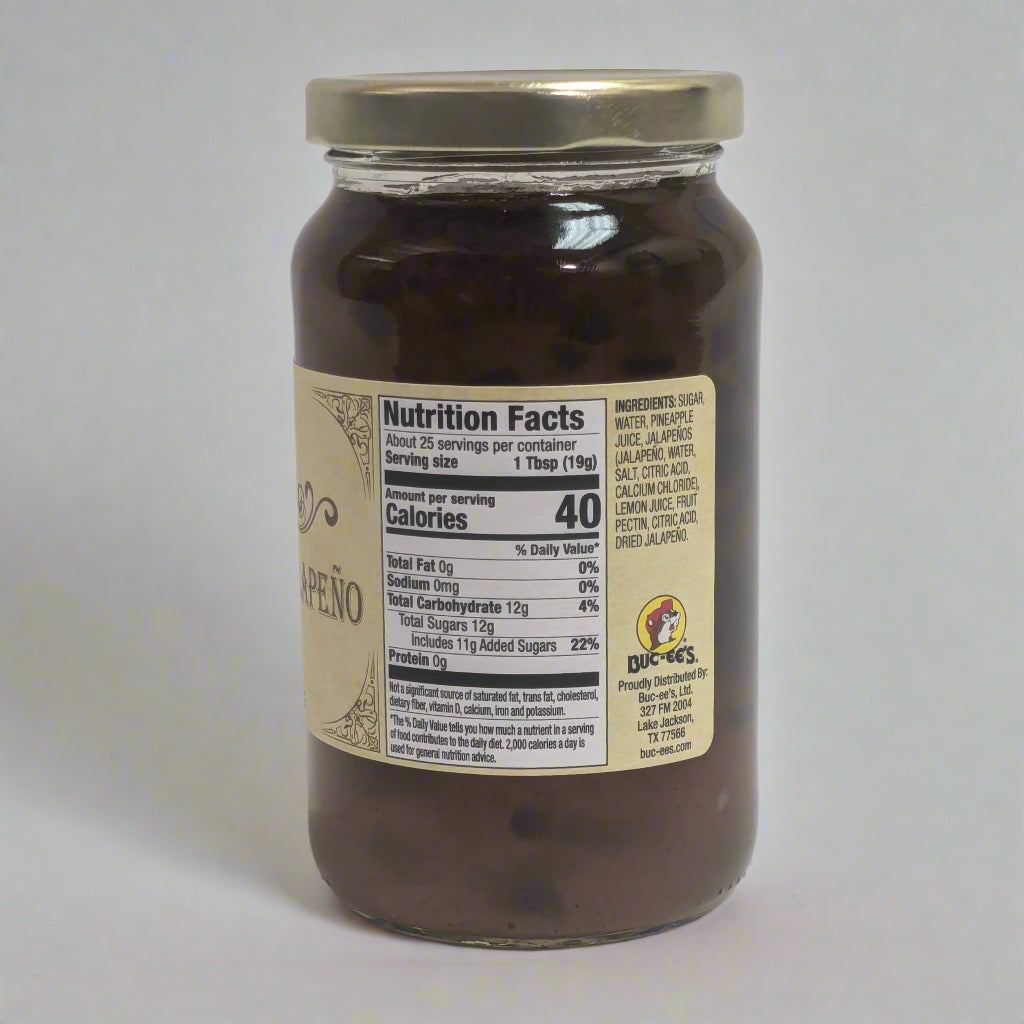 APEÑO
Nutrition Facts
About 25 servings per container
Serving size 1 Tbsp (19g)
Amount per serving
Calories 40
% Daily Value*
Total Fat 0g 0%
Sodium 0mg 0%
Total Carbohydrate 12g 4%
Total Sugars 12g
Includes 11g Added Sugars 22%
Protein 0g
Not a significant source of saturated fat, trans fat, cholesterol,
dietary fiber, vitamin D, calcium, iron and potassium.
*The % Daily Value tells you how much a nutrient in a serving
of food contributes to the daily diet. 2,000 calories a day is
used for general nutrition advice.
INGREDIENTS: SUGAR,
WATER, PINEAPPLE
JUICE, JALAPEÑOS
(JALAPEÑO, WATER,
SALT, CITRIC ACID,
CALCIUM CHLORIDE),
LEMON JUICE, FRUIT
PECTIN, CITRIC ACID,
DRIED JALAPEÑO.
BUC-EE'S®
Proudly Distributed By:
Buc-ee's, Ltd.
327 FM 2004
Lake Jackson,
TX 77566
buc-ees.com